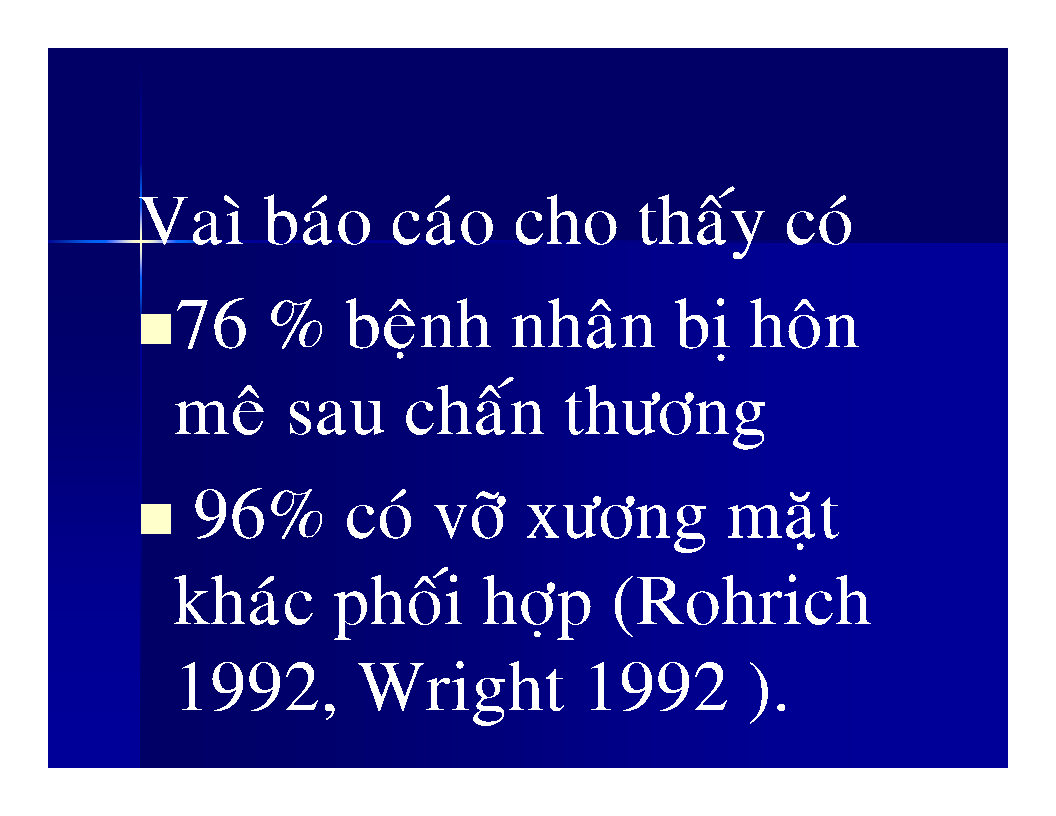 Vaì báo cáo cho thấy có
76 % bệnh nhân bị hôn
mê sau chấn thương
96% có vỡ xương mặt
khác phối hợp (Rohrich
1992, Wright 1992 ).